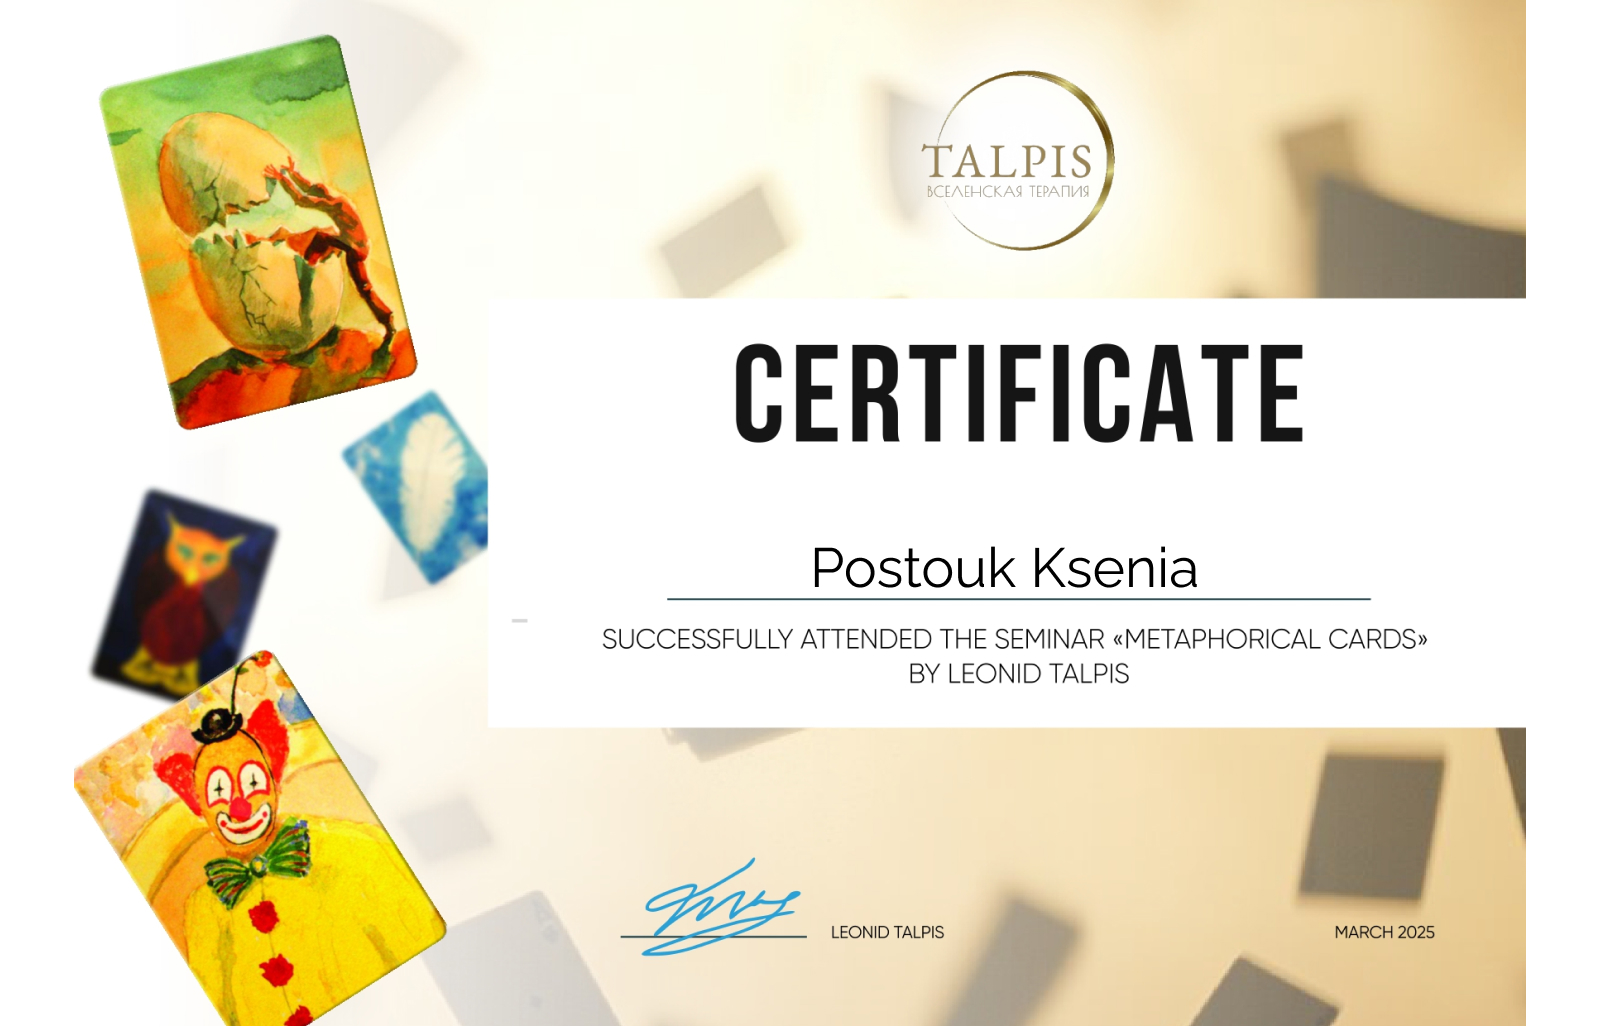 TALPIS
ВСЕЛЕНСКАЯ ТЕРАПИЯ
CERTIFICATE
Postouk Ksenia
SUCCESSFULLY ATTENDED THE SEMINAR «METAPHORICAL CARDS»
BY LEONID TALPIS
LEONID TALPIS
MARCH 2025